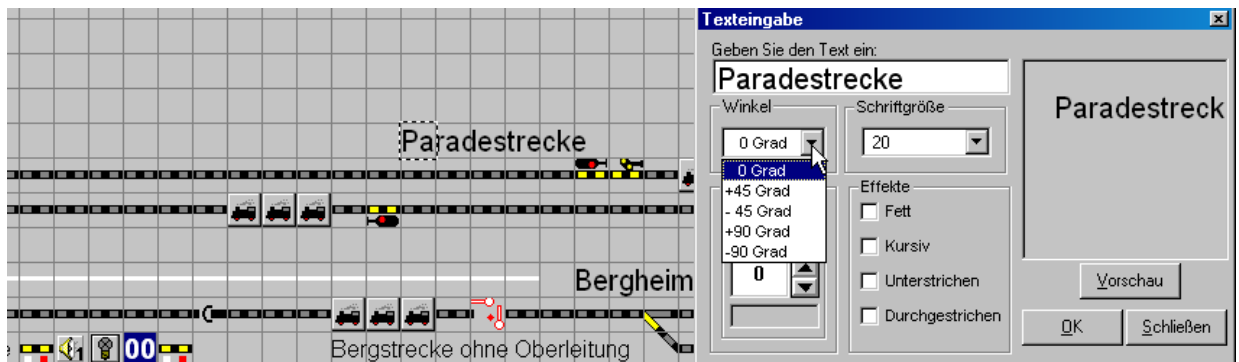 Paradestrecke
Bergheim
e
1
00
Bergstrecke ohne Oberleitung
Texteingabe
Geben Sie den Text ein:
Paradestrecke
Winkel
0 Grad
0 Grad
+45 Grad
- 45 Grad
+90 Grad
-90 Grad
0
Schriftgröße
20
Effekte
Fett
Kursiv
Unterstrichen
Durchgestrichen
Paradestreck
Vorschau
OK
Schließen